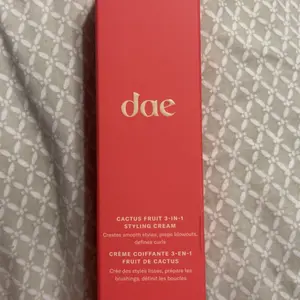 dae
CACTUS FRUIT 3-IN-1
STYLING CREAM
Creates smooth styles, preps blowouts,
defines curls
CRÈME COIFFANTE 3-EN-1
FRUIT DE CACTUS
Crée des styles lisses, prépare les
brushings, définit les boucles.